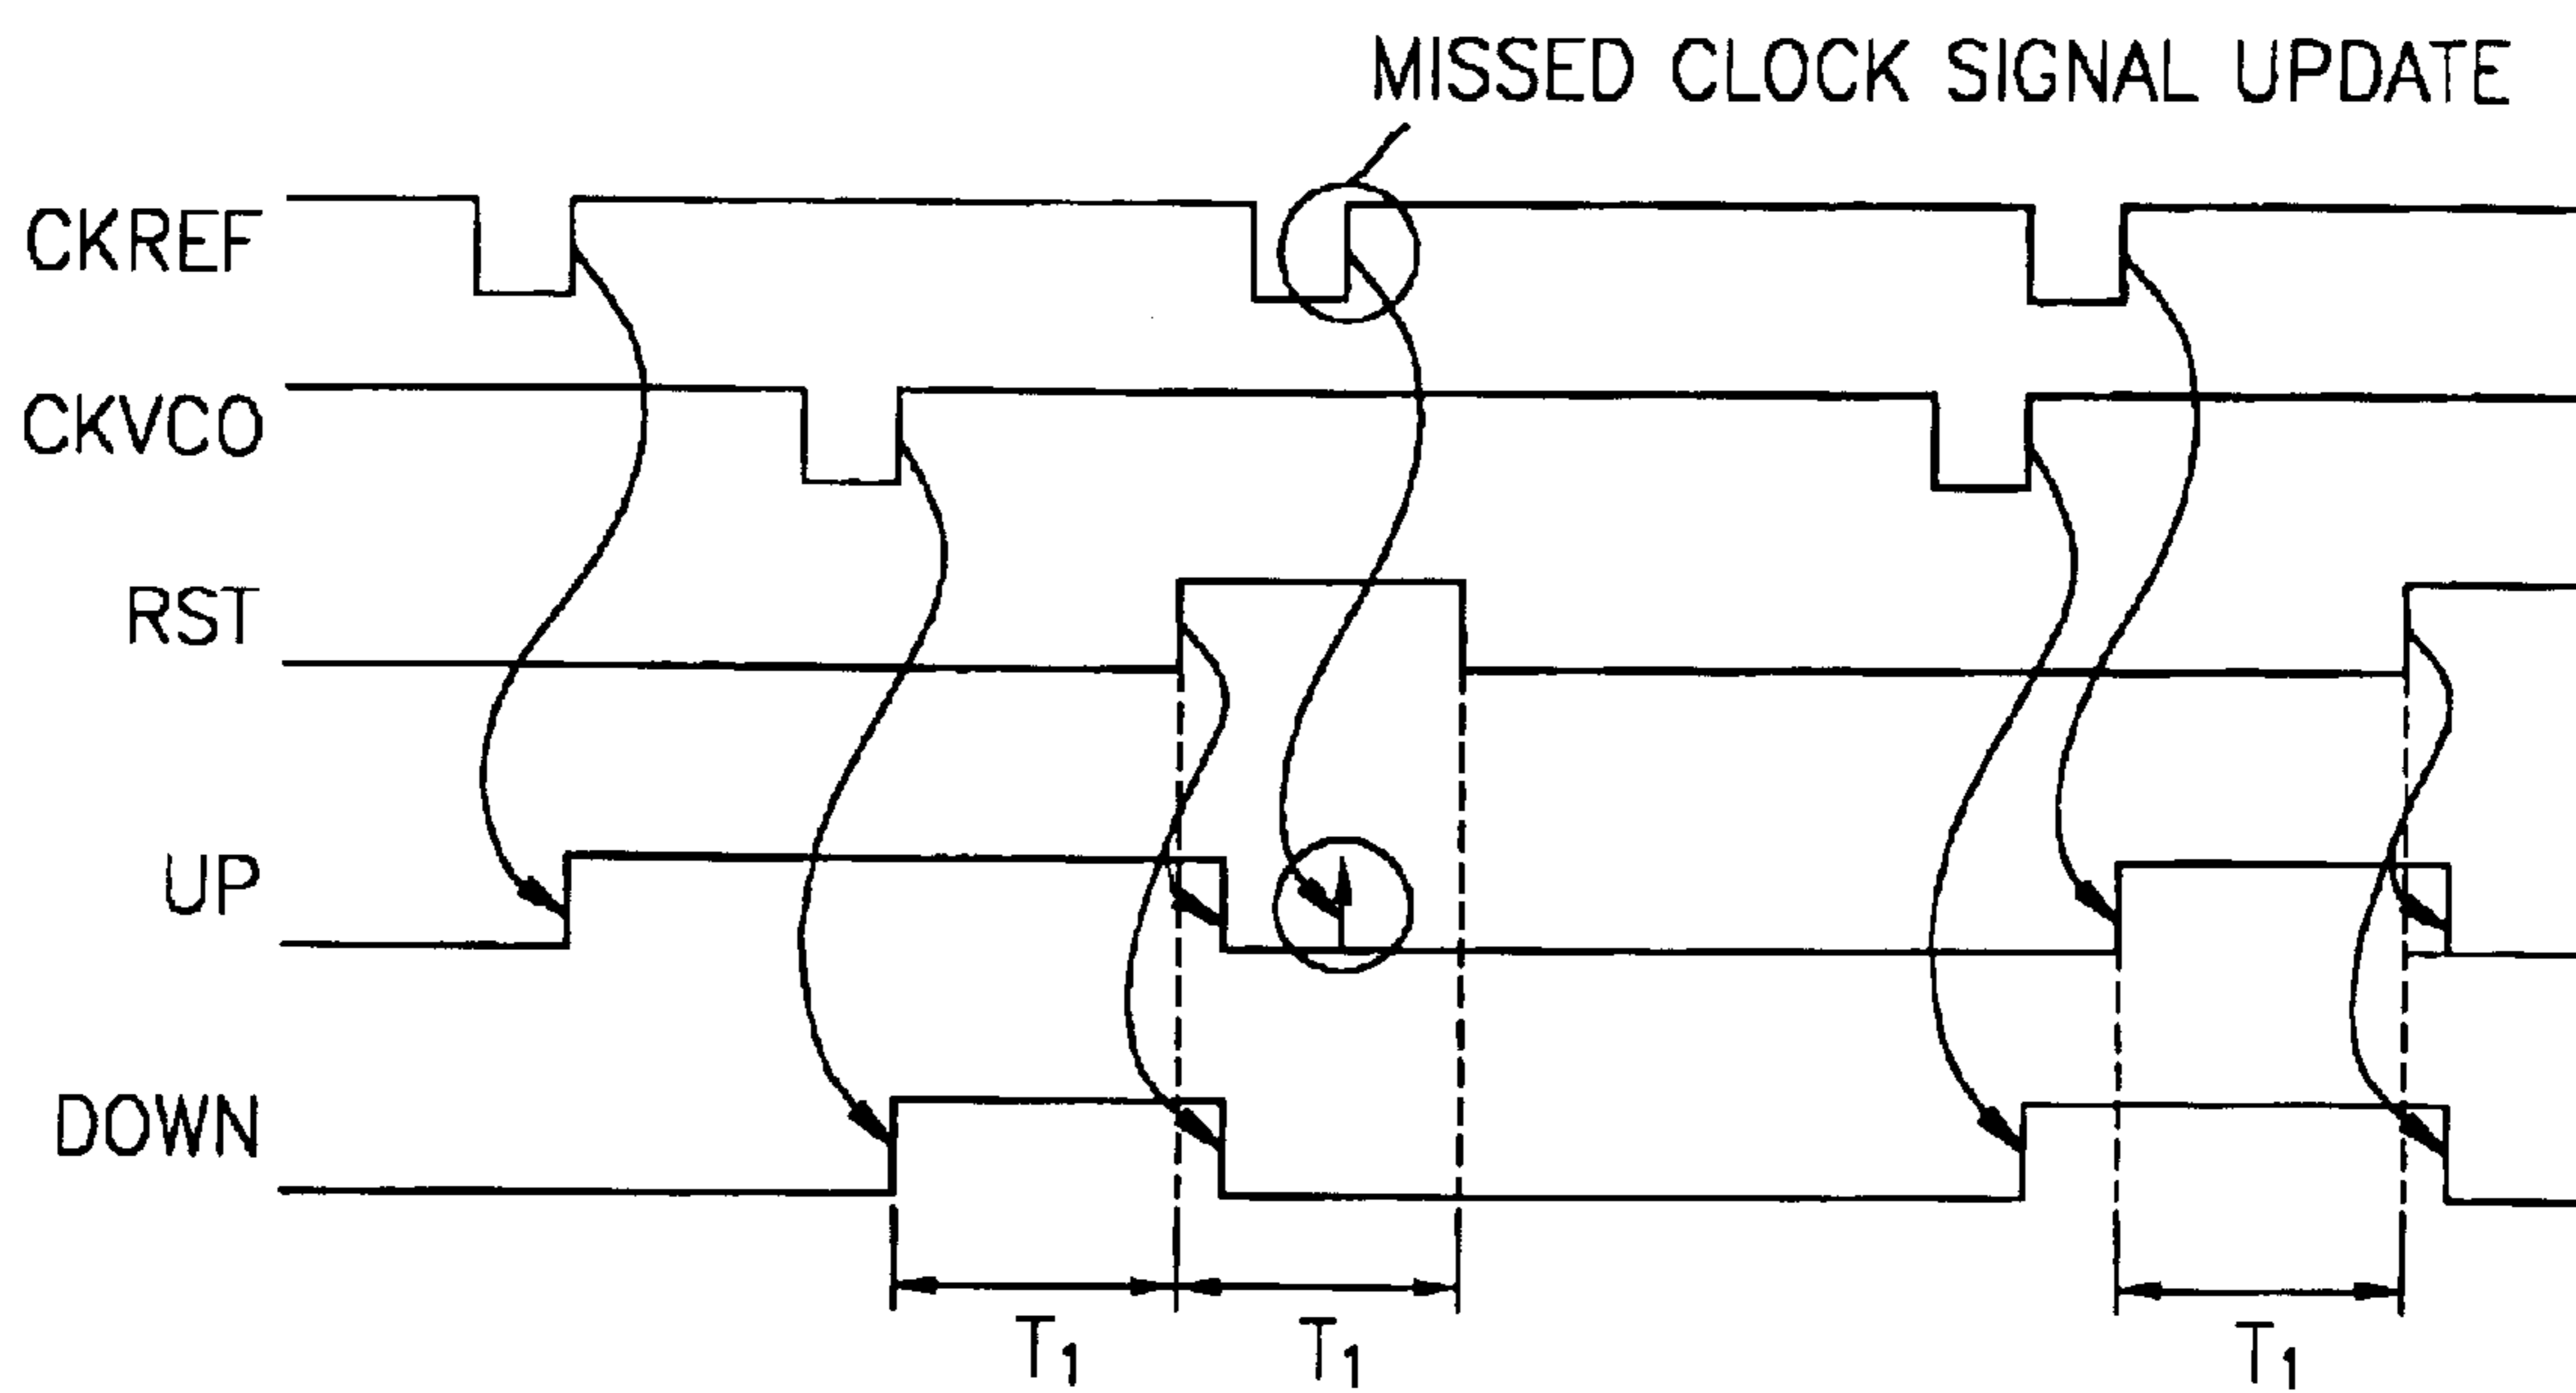 MISSED CLOCK SIGNAL UPDATE
CKREF
CKVCO
RST
UP
DOWN
T1 T1 T1